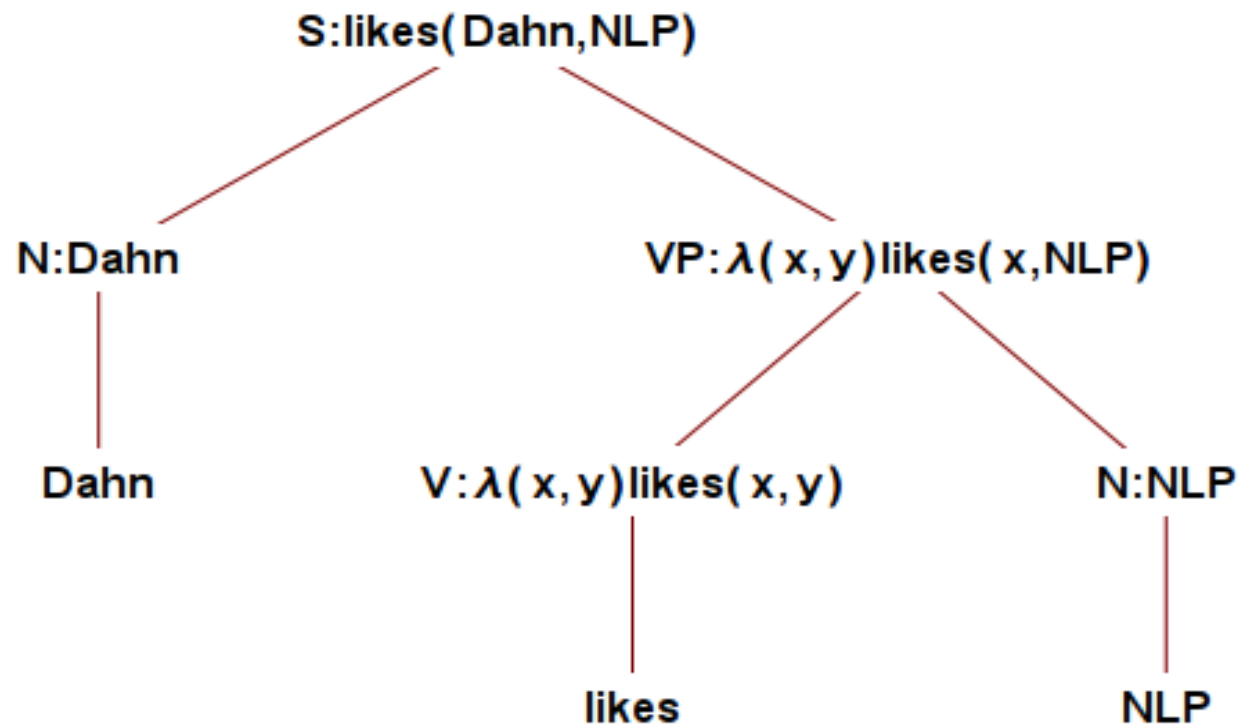 S:likes(Dahn,NLP)
N:Dahn
VP:λ(x,y)likes(x,NLP)
Dahn
V:λ(x,y)likes(x,y)
N:NLP
likes
NLP